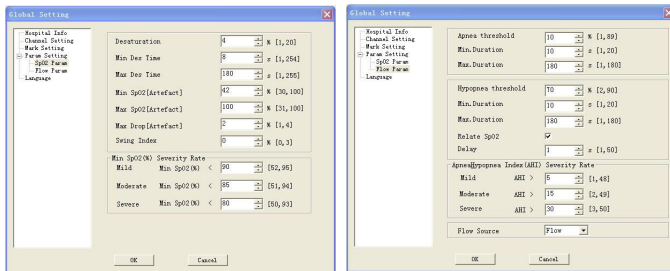 Global Setting
Hospital Info
Channel Setting
Mark Setting
Param Setting
SpO2 Param
Flow Param
Language
Desaturation 4 % [1,20]
Min Des Time 8 s [1,254]
Max Des Time 180 s [1,255]
Min SpO2[Artefact] 42 % [30,100]
Max SpO2[Artefact] 100 % [31,100]
Max Drop[Artefact] 2 % [1,4]
Swing Index 0 % [0,3]
Min SpO2(%) Severity Rate
Mild Min SpO2(%) < 90 [52,95]
Moderate Min SpO2(%) < 85 [51,94]
Severe Min SpO2(%) < 80 [50,93]
OK Cancel
Global Setting
Hospital Info
Channel Setting
Mark Setting
Param Setting
SpO2 Param
Flow Param
Language
Apnea threshold 10 % [1,89]
Min.Duration 10 s [1,20]
Max.Duration 180 s [1,180]
Hypopnea threshold 70 % [2,90]
Min.Duration 10 s [1,20]
Max.Duration 180 s [1,180]
Relate SpO2
Delay 1 s [1,50]
ApneaHypopnea Index(AHI) Severity Rate
Mild AHI > 5 [1,48]
Moderate AHI > 15 [2,49]
Severe AHI > 30 [3,50]
Flow Source Flow
OK Cancel